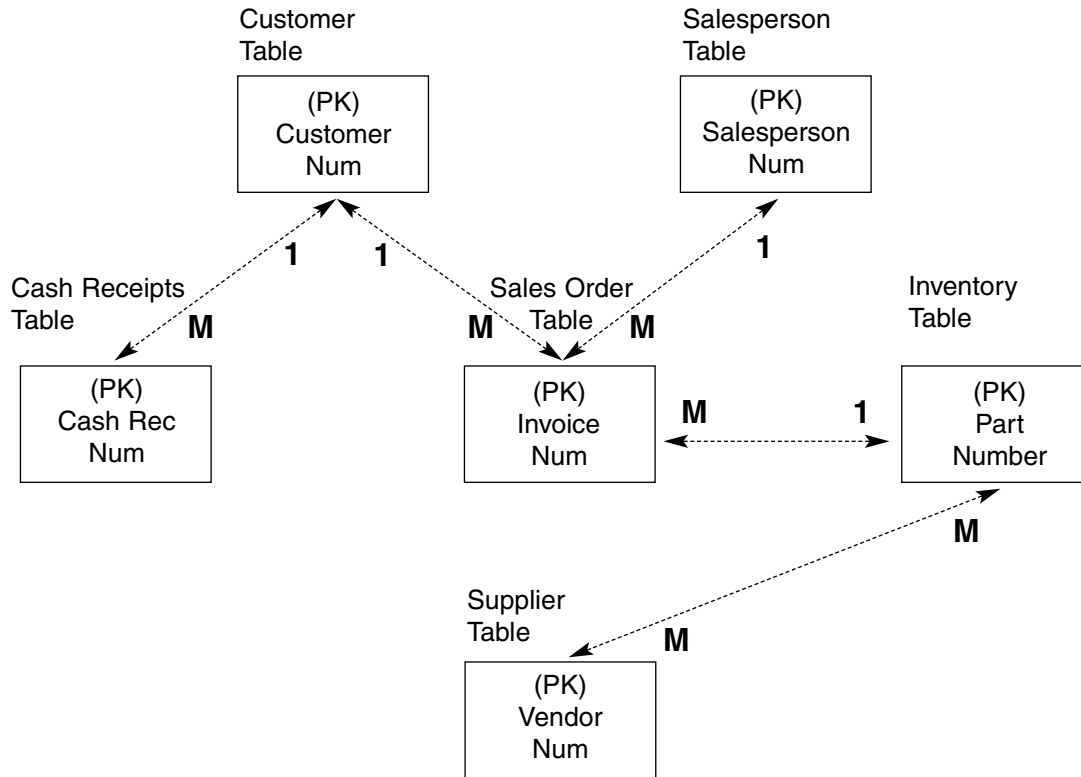 Customer
Table
(PK)
Customer
Num
Salesperson
Table
(PK)
Salesperson
Num
1
1
1
Cash Receipts
Table
M
(PK)
Cash Rec
Num
Sales Order
Table
M
M
(PK)
Invoice
Num
M
1
Inventory
Table
(PK)
Part
Number
M
M
Supplier
Table
(PK)
Vendor
Num